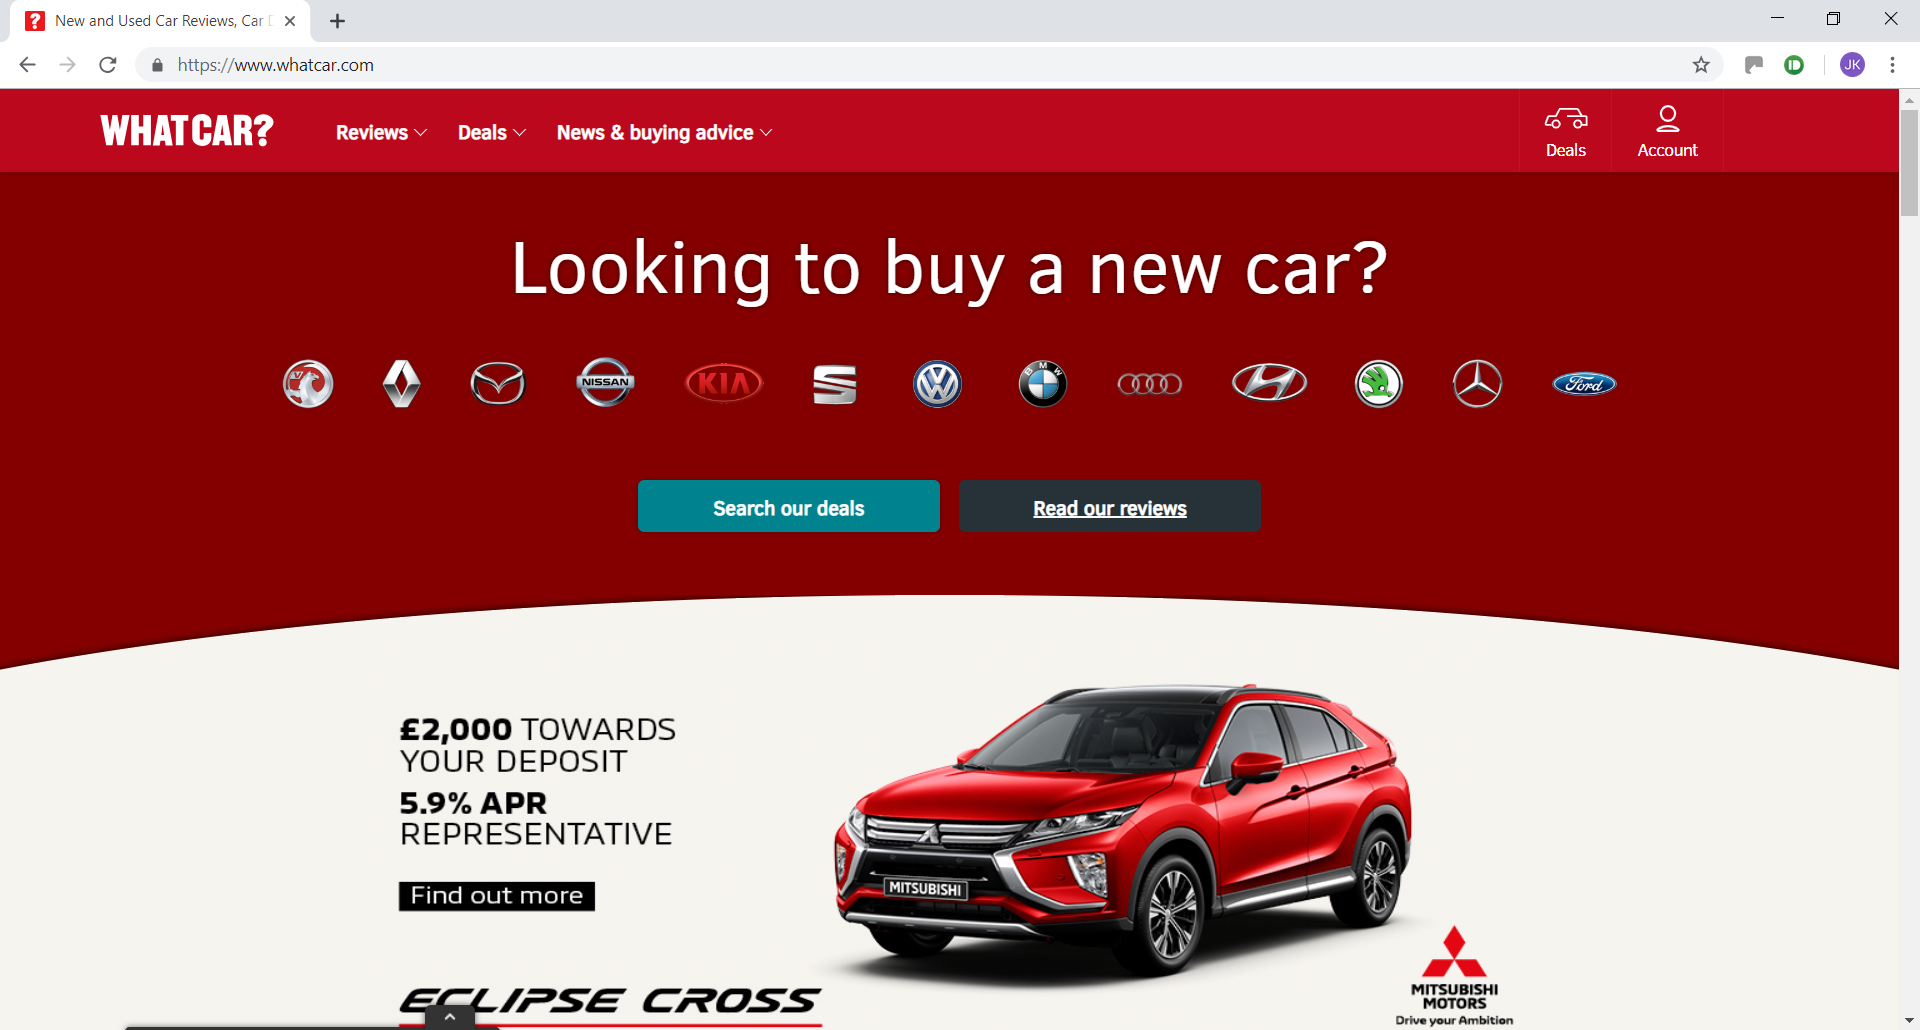 New and Used Car Reviews, Car
https://www.whatcar.com
JK
WHAT CAR?
Reviews
Deals
News & buying advice
Deals
Account
Looking to buy a new car?
NISSAN
KIA
BMW
Ford
Search our deals
Read our reviews
£2,000 TOWARDS
YOUR DEPOSIT
5.9% APR
REPRESENTATIVE
Find out more
MITSUBISHI
ECLIPSE CROSS
MITSUBISHI
MOTORS
Drive your Ambition